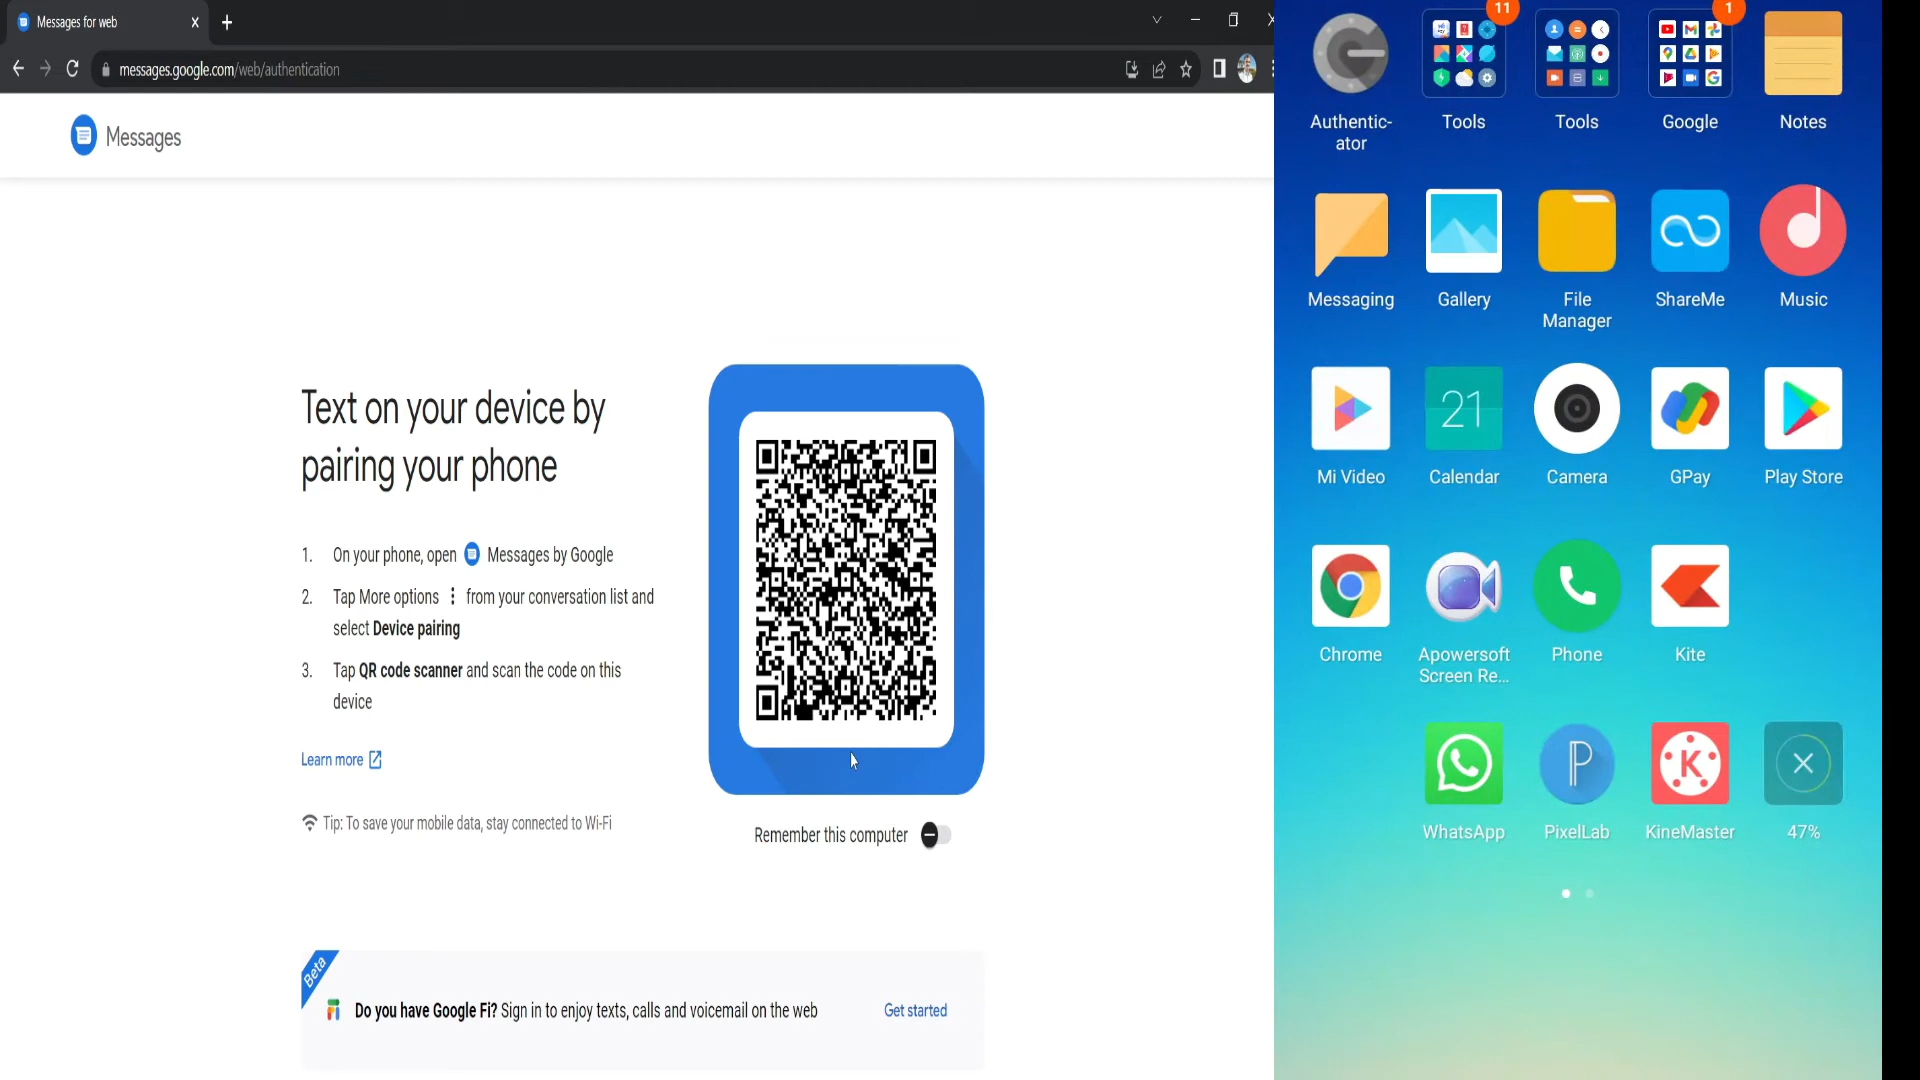 Messages for web
messages.google.com/web/authentication
Messages
Text on your device by
pairing your phone
1. On your phone, open Messages by Google
2. Tap More options from your conversation list and
select Device pairing
3. Tap QR code scanner and scan the code on this
device
Learn more
Tip: To save your mobile data, stay connected to Wi-Fi
Remember this computer
Beta
Do you have Google Fi? Sign in to enjoy texts, calls and voicemail on the web
Get started
11
1
Authentic-
ator
Tools
Tools
Google
Notes
Messaging
Gallery
File
Manager
ShareMe
Music
21
Mi Video
Calendar
Camera
GPay
Play Store
Chrome
Apowersoft
Screen Re...
Phone
Kite
P
K
WhatsApp
PixelLab
KineMaster
47%